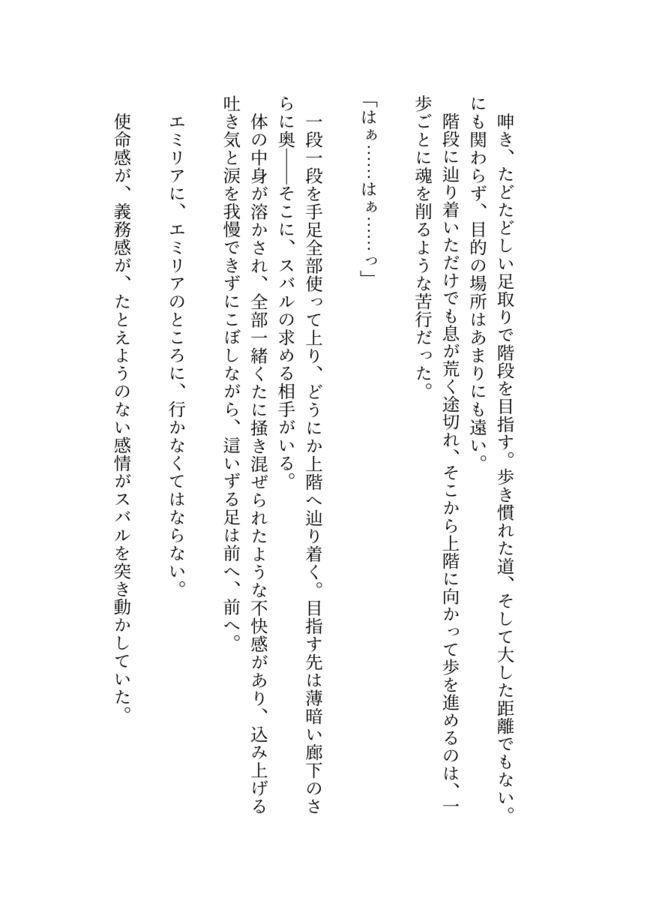 呻き、たどたどしい足取りで階段を目指す。歩き慣れた道、そして大した距離でもない。
にも関わらず、目的の場所はあまりにも遠い。
階段に辿り着いただけでも息が荒く途切れ、そこから上階に向かって歩を進めるのは、一
歩ごとに魂を削るような苦行だった。
「はぁ……はぁ……っ」
一段一段を手足全部使って上り、どうにか上階へ辿り着く。目指す先は薄暗い廊下のさ
らに奥――そこに、スバルの求める相手がいる。
体の中身が溶かされ、全部一緒くたに掻き混ぜられたような不快感があり、込み上げる
吐き気と涙を我慢できずにこぼしながら、這いずる足は前へ、前へ。
エミリアに、エミリアのところに、行かなくてはならない。
使命感が、義務感が、たとえようのない感情がスバルを突き動かしていた。